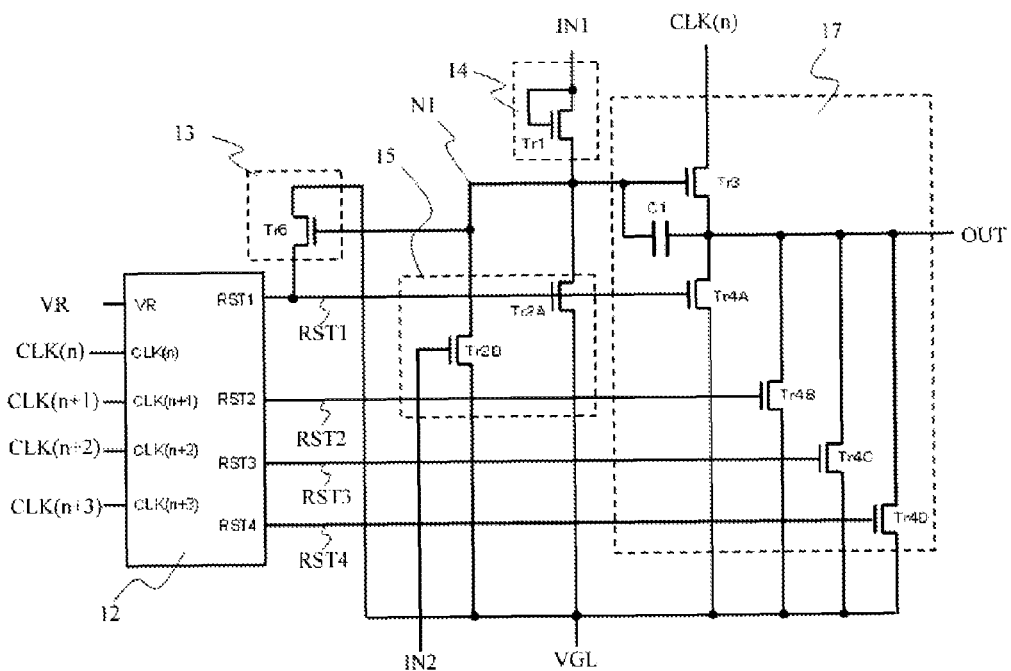 IN1
CLK(n)
17
14
N1
13
15
Tr1
Tr3
C1
Tr6
OUT
VR
VR
RST1
RST1
Tr2A
Tr4A
CLK(n)
CLK(n)
Tr2B
CLK(n+1)
CLK(n+1)
RST2
RST2
Tr4B
CLK(n+2)
CLK(n+2)
RST3
RST3
Tr4C
CLK(n+3)
CLK(n+3)
RST4
RST4
Tr4D
12
IN2
VGL